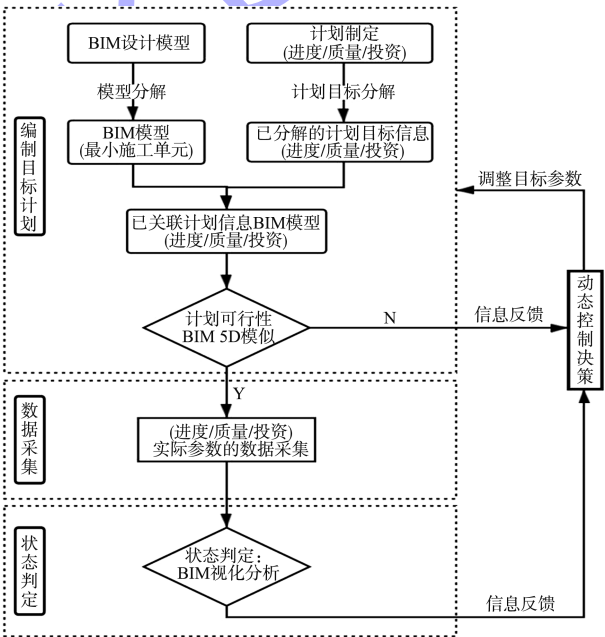 BIM设计模型
计划制定
(进度/质量/投资)
模型分解
计划目标分解
编制目标计划
BIM模型
(最小施工单元)
已分解的计划目标信息
(进度/质量/投资)
调整目标参数
已关联计划信息BIM模型
(进度/质量/投资)
动态控制决策
计划可行性
BIM 5D模似
N
信息反馈
Y
数据采集
(进度/质量/投资)
实际参数的数据采集
状态判定
状态判定:
BIM视化分析
信息反馈